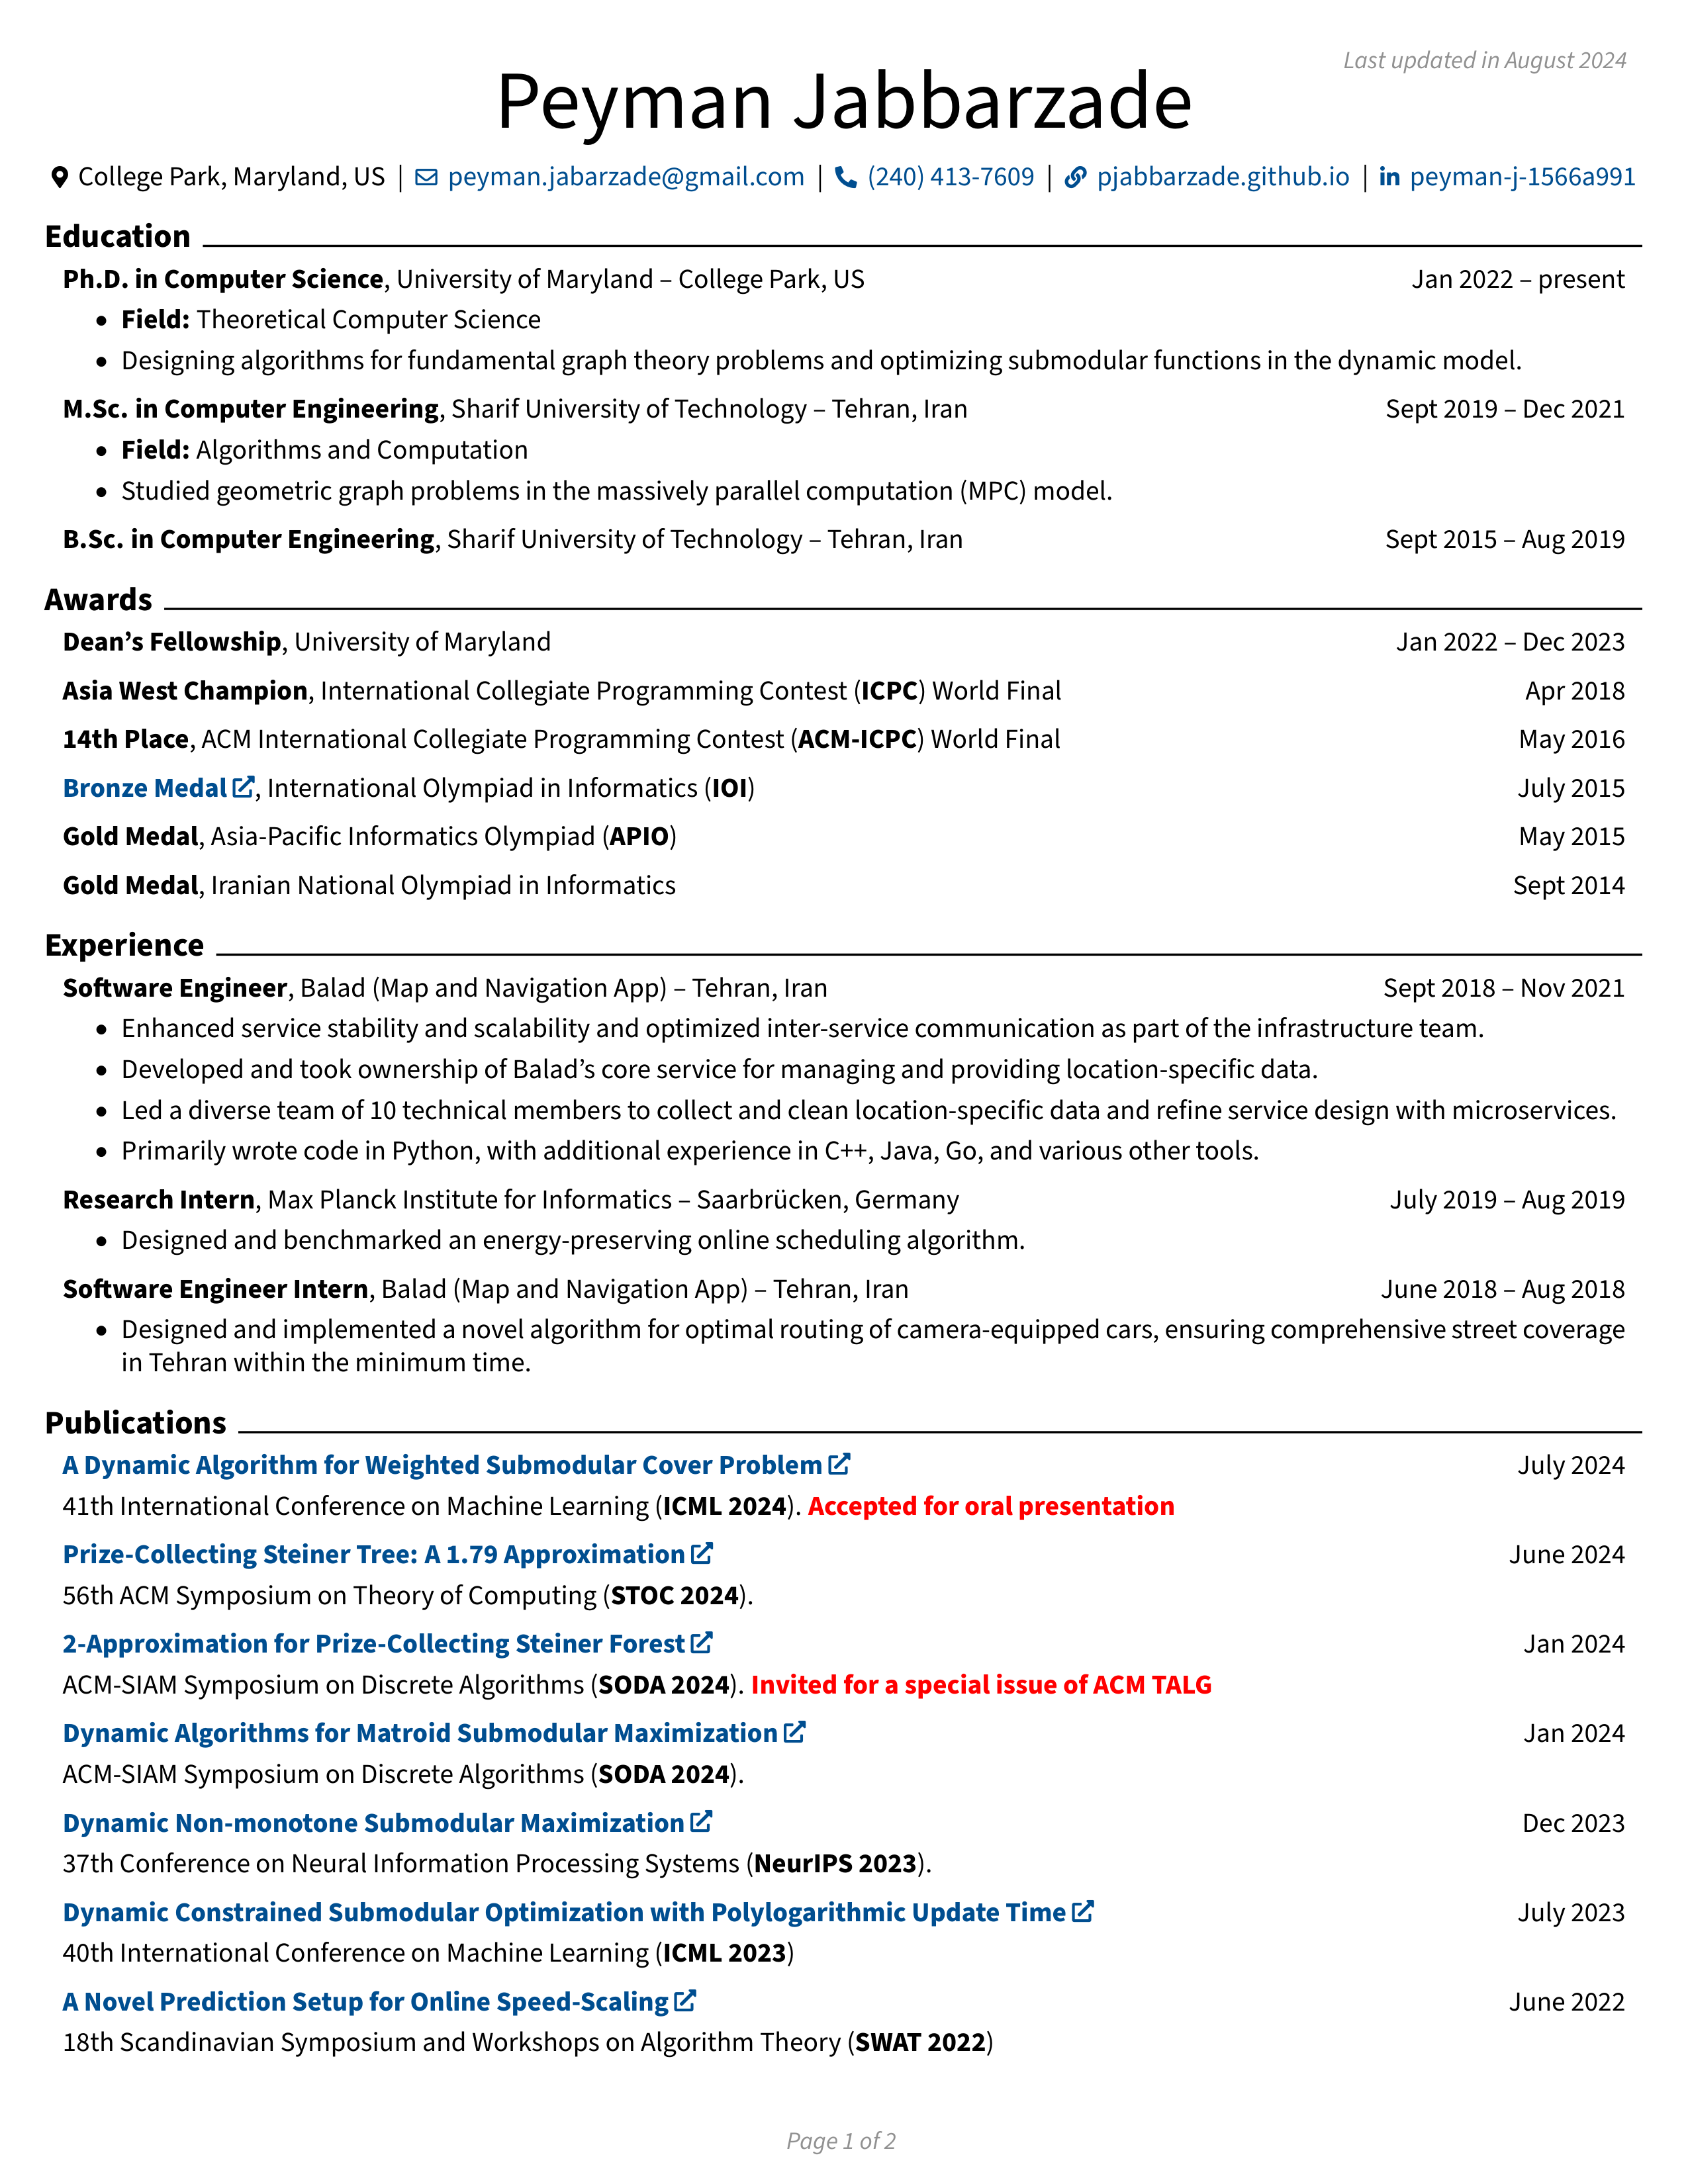 Last updated in August 2024
Peyman Jabbarzade
College Park, Maryland, US | peyman.jabarzade@gmail.com | (240) 413-7609 | pjabbarzade.github.io | peyman-j-1566a991
Education
Ph.D. in Computer Science, University of Maryland – College Park, US Jan 2022 – present
• Field: Theoretical Computer Science
• Designing algorithms for fundamental graph theory problems and optimizing submodular functions in the dynamic model.
M.Sc. in Computer Engineering, Sharif University of Technology – Tehran, Iran Sept 2019 – Dec 2021
• Field: Algorithms and Computation
• Studied geometric graph problems in the massively parallel computation (MPC) model.
B.Sc. in Computer Engineering, Sharif University of Technology – Tehran, Iran Sept 2015 – Aug 2019
Awards
Dean’s Fellowship, University of Maryland Jan 2022 – Dec 2023
Asia West Champion, International Collegiate Programming Contest (ICPC) World Final Apr 2018
14th Place, ACM International Collegiate Programming Contest (ACM-ICPC) World Final May 2016
Bronze Medal, International Olympiad in Informatics (IOI) July 2015
Gold Medal, Asia-Pacific Informatics Olympiad (APIO) May 2015
Gold Medal, Iranian National Olympiad in Informatics Sept 2014
Experience
Software Engineer, Balad (Map and Navigation App) – Tehran, Iran Sept 2018 – Nov 2021
• Enhanced service stability and scalability and optimized inter-service communication as part of the infrastructure team.
• Developed and took ownership of Balad’s core service for managing and providing location-specific data.
• Led a diverse team of 10 technical members to collect and clean location-specific data and refine service design with microservices.
• Primarily wrote code in Python, with additional experience in C++, Java, Go, and various other tools.
Research Intern, Max Planck Institute for Informatics – Saarbrücken, Germany July 2019 – Aug 2019
• Designed and benchmarked an energy-preserving online scheduling algorithm.
Software Engineer Intern, Balad (Map and Navigation App) – Tehran, Iran June 2018 – Aug 2018
• Designed and implemented a novel algorithm for optimal routing of camera-equipped cars, ensuring comprehensive street coverage
in Tehran within the minimum time.
Publications
A Dynamic Algorithm for Weighted Submodular Cover Problem July 2024
41th International Conference on Machine Learning (ICML 2024). Accepted for oral presentation
Prize-Collecting Steiner Tree: A 1.79 Approximation June 2024
56th ACM Symposium on Theory of Computing (STOC 2024).
2-Approximation for Prize-Collecting Steiner Forest Jan 2024
ACM-SIAM Symposium on Discrete Algorithms (SODA 2024). Invited for a special issue of ACM TALG
Dynamic Algorithms for Matroid Submodular Maximization Jan 2024
ACM-SIAM Symposium on Discrete Algorithms (SODA 2024).
Dynamic Non-monotone Submodular Maximization Dec 2023
37th Conference on Neural Information Processing Systems (NeurIPS 2023).
Dynamic Constrained Submodular Optimization with Polylogarithmic Update Time July 2023
40th International Conference on Machine Learning (ICML 2023)
A Novel Prediction Setup for Online Speed-Scaling June 2022
18th Scandinavian Symposium and Workshops on Algorithm Theory (SWAT 2022)
Page 1 of 2